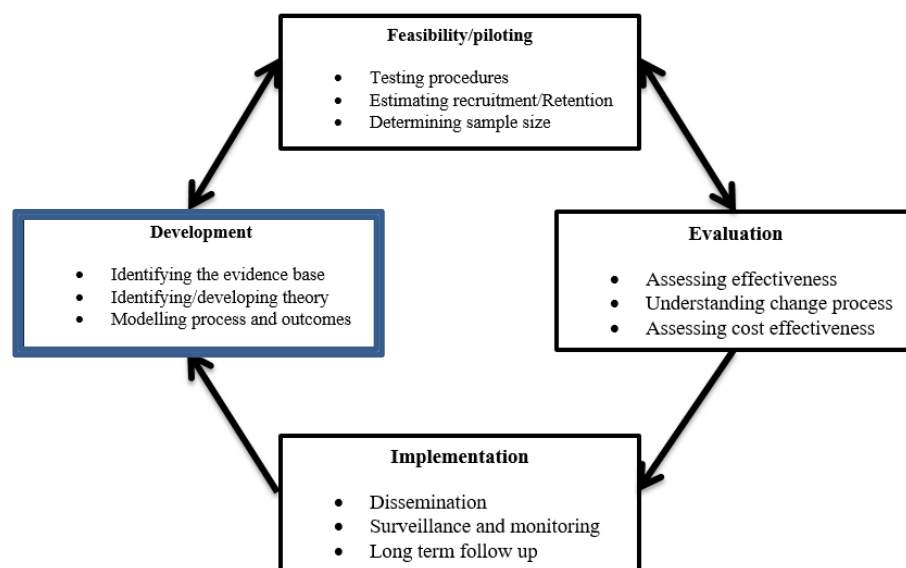 Feasibility/piloting
• Testing procedures
• Estimating recruitment/Retention
• Determining sample size
Development
• Identifying the evidence base
• Identifying/developing theory
• Modelling process and outcomes
Evaluation
• Assessing effectiveness
• Understanding change process
• Assessing cost effectiveness
Implementation
• Dissemination
• Surveillance and monitoring
• Long term follow up